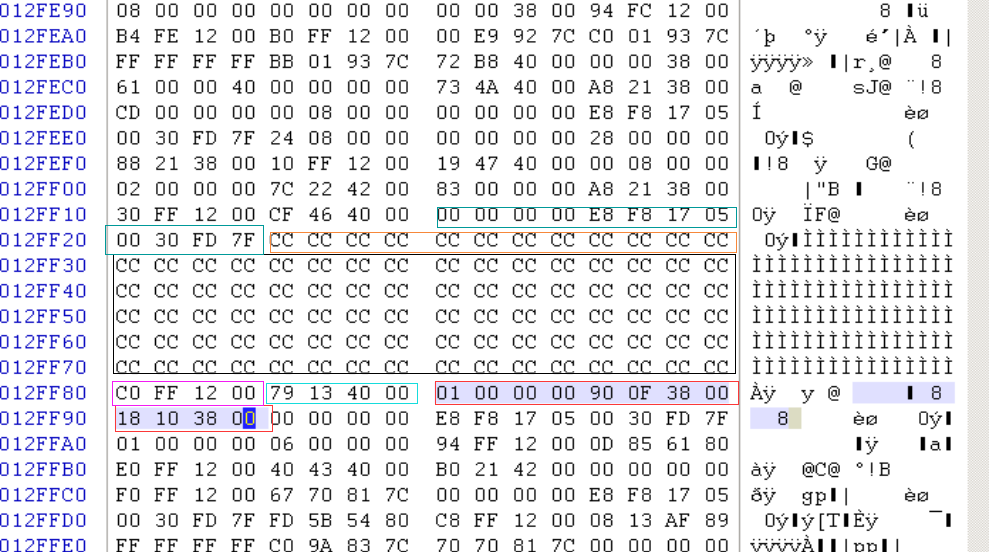 012FE90 08 00 00 00 00 00 00 00 00 00 38 00 94 FC 12 00 8 ▮ü
012FEA0 B4 FE 12 00 B0 FF 12 00 00 E9 92 7C C0 01 93 7C ´þ °ÿ é’|À ▮|
012FEB0 FF FF FF FF BB 01 93 7C 72 B8 40 00 00 00 38 00 ÿÿÿÿ» ▮|r¸@ 8
012FEC0 61 00 00 40 00 00 00 00 73 4A 40 00 A8 21 38 00 a @ sJ@ ¨!8
012FED0 CD 00 00 00 00 08 00 00 00 00 00 00 E8 F8 17 05 Í èø
012FEE0 00 30 FD 7F 24 08 00 00 00 00 00 00 28 00 00 00 0ý▮$ (
012FEF0 88 21 38 00 10 FF 12 00 19 47 40 00 00 08 00 00 ▮!8 ÿ G@
012FF00 02 00 00 00 7C 22 42 00 83 00 00 00 A8 21 38 00 |"B ▮ ¨!8
012FF10 30 FF 12 00 CF 46 40 00 00 00 00 00 E8 F8 17 05 0ÿ ÏF@ èø
012FF20 00 30 FD 7F CC CC CC CC CC CC CC CC CC CC CC CC 0ý▮ÌÌÌÌÌÌÌÌÌÌÌÌ
012FF30 CC CC CC CC CC CC CC CC CC CC CC CC CC CC CC CC ÌÌÌÌÌÌÌÌÌÌÌÌÌÌÌÌ
012FF40 CC CC CC CC CC CC CC CC CC CC CC CC CC CC CC CC ÌÌÌÌÌÌÌÌÌÌÌÌÌÌÌÌ
012FF50 CC CC CC CC CC CC CC CC CC CC CC CC CC CC CC CC ÌÌÌÌÌÌÌÌÌÌÌÌÌÌÌÌ
012FF60 CC CC CC CC CC CC CC CC CC CC CC CC CC CC CC CC ÌÌÌÌÌÌÌÌÌÌÌÌÌÌÌÌ
012FF70 CC CC CC CC CC CC CC CC CC CC CC CC CC CC CC CC ÌÌÌÌÌÌÌÌÌÌÌÌÌÌÌÌ
012FF80 C0 FF 12 00 79 13 40 00 01 00 00 00 90 0F 38 00 Àÿ y @ ▮ 8
012FF90 18 10 38 00 00 00 00 00 E8 F8 17 05 00 30 FD 7F 8 èø 0ý▮
012FFA0 01 00 00 00 06 00 00 00 94 FF 12 00 0D 85 61 80 ▮ÿ ▮a▮
012FFB0 E0 FF 12 00 40 43 40 00 B0 21 42 00 00 00 00 00 àÿ @C@ °!B
012FFC0 F0 FF 12 00 67 70 81 7C 00 00 00 00 E8 F8 17 05 ðÿ gp▮| èø
012FFD0 00 30 FD 7F FD 5B 54 80 C8 FF 12 00 08 13 AF 89 0ý▮ý[T▮Èÿ ¯▮
012FFE0 FF FF FF FF C0 9A 83 7C 70 70 81 7C 00 00 00 00 ÿÿÿÿÀ▮▮|pp▮|